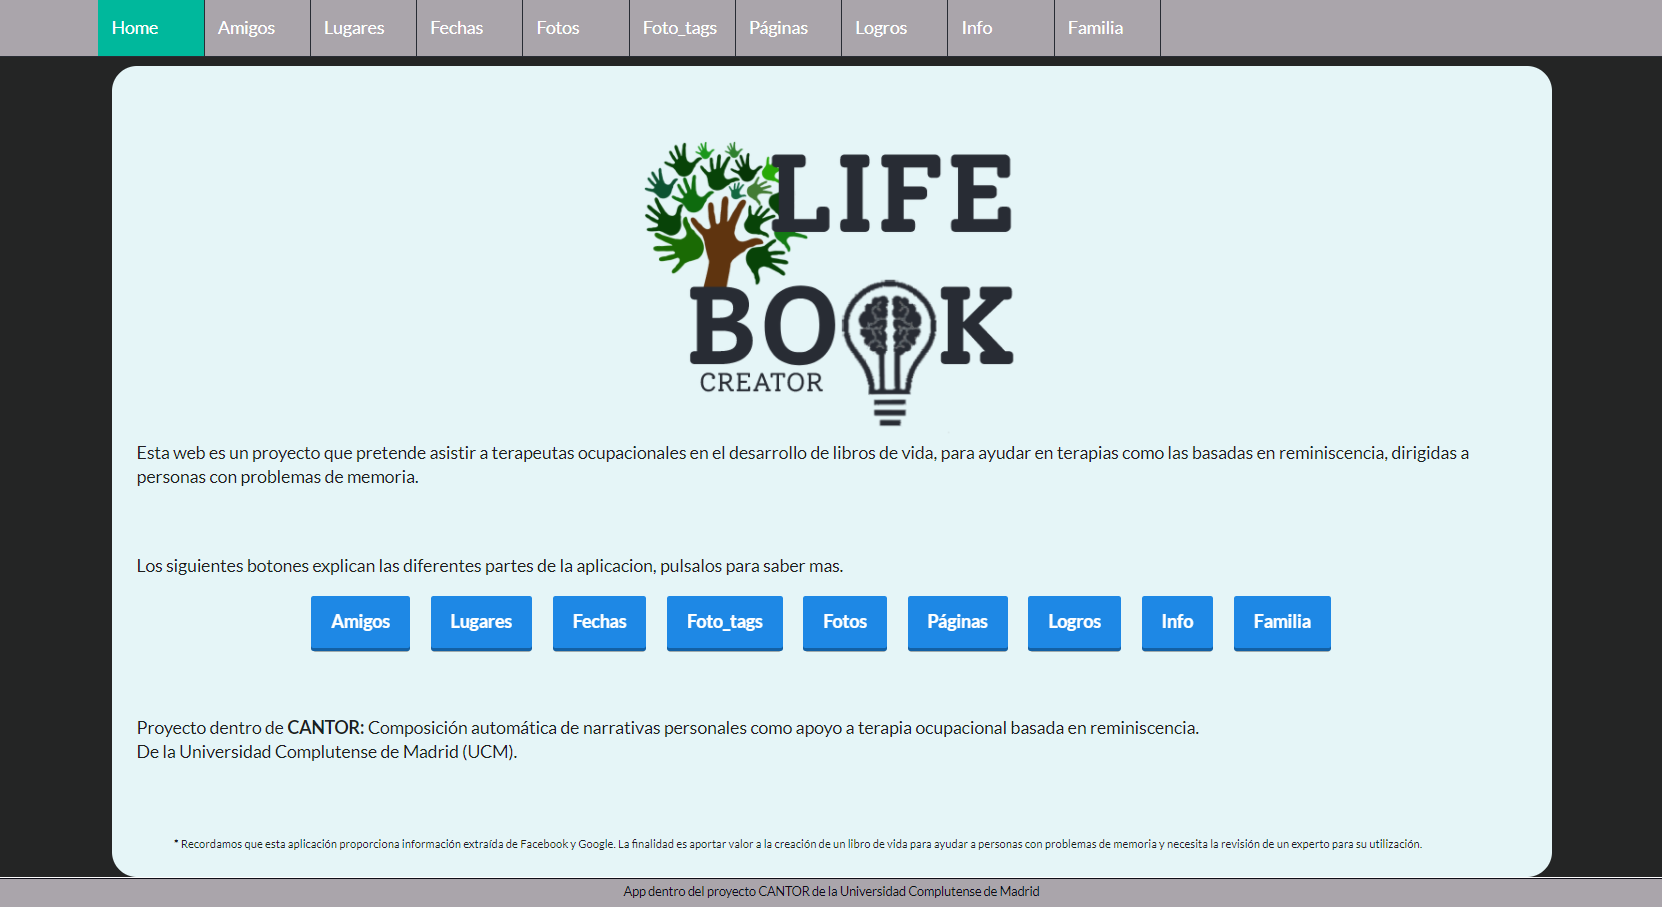 Home Amigos Lugares Fechas Fotos Foto_tags Páginas Logros Info Familia
LIFE
BOOK
CREATOR
Esta web es un proyecto que pretende asistir a terapeutas ocupacionales en el desarrollo de libros de vida, para ayudar en terapias como las basadas en reminiscencia, dirigidas a
personas con problemas de memoria.
Los siguientes botones explican las diferentes partes de la aplicacion, pulsalos para saber mas.
Amigos Lugares Fechas Foto_tags Fotos Páginas Logros Info Familia
Proyecto dentro de CANTOR: Composición automática de narrativas personales como apoyo a terapia ocupacional basada en reminiscencia.
De la Universidad Complutense de Madrid (UCM).
* Recordamos que esta aplicación proporciona información extraída de Facebook y Google. La finalidad es aportar valor a la creación de un libro de vida para ayudar a personas con problemas de memoria y necesita la revisión de un experto para su utilización.
App dentro del proyecto CANTOR de la Universidad Complutense de Madrid